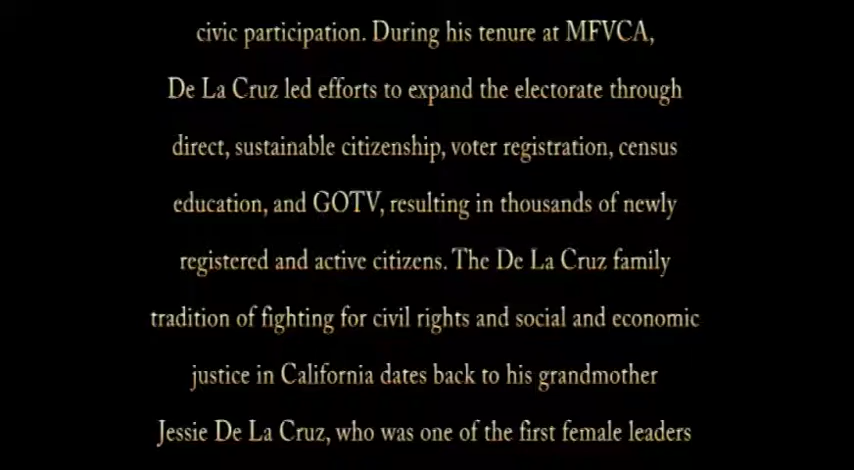 civic participation. During his tenure at MFVCA,
De La Cruz led efforts to expand the electorate through
direct, sustainable citizenship, voter registration, census
education, and GOTV, resulting in thousands of newly
registered and active citizens. The De La Cruz family
tradition of fighting for civil rights and social and economic
justice in California dates back to his grandmother
Jessie De La Cruz, who was one of the first female leaders